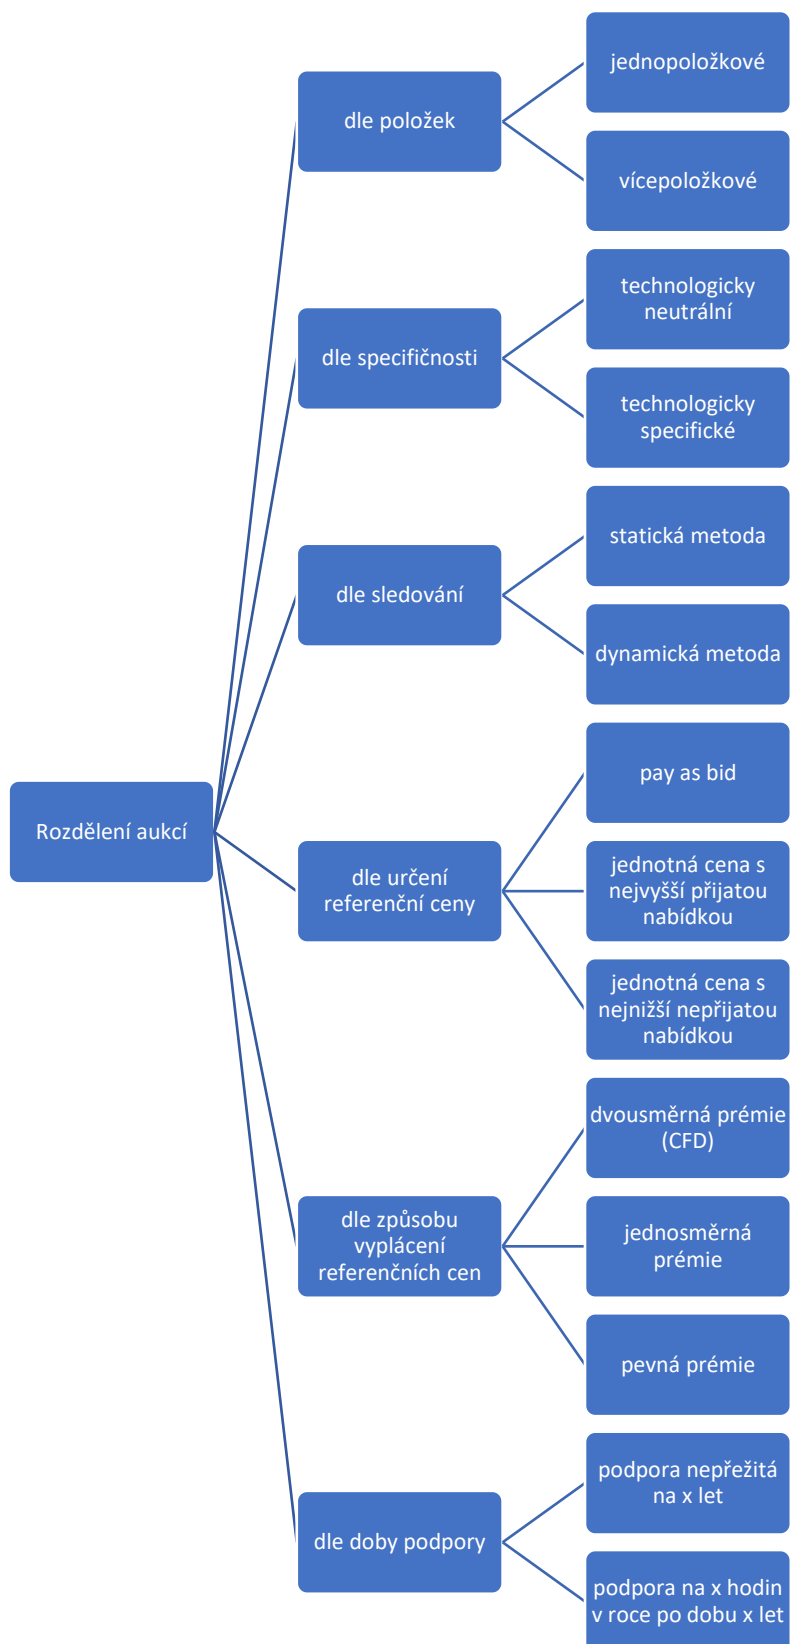 Rozdělení aukcí
dle položek
jednopoložkové
vícepoložkové
dle specifičnosti
technologicky
neutrální
technologicky
specifické
dle sledování
statická metoda
dynamická metoda
dle určení
referenční ceny
pay as bid
jednotná cena s
nejvyšší přijatou
nabídkou
jednotná cena s
nejnižší nepřijatou
nabídkou
dle způsobu
vyplácení
referenčních cen
dvousměrná prémie
(CFD)
jednosměrná
prémie
pevná prémie
dle doby podpory
podpora nepřežitá
na x let
podpora na x hodin
v roce po dobu x let